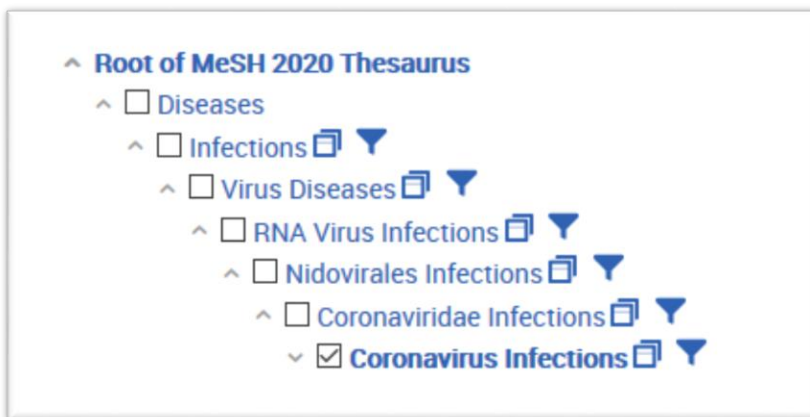 Root of MeSH 2020 Thesaurus
Diseases
Infections
Virus Diseases
RNA Virus Infections
Nidovirales Infections
Coronaviridae Infections
Coronavirus Infections